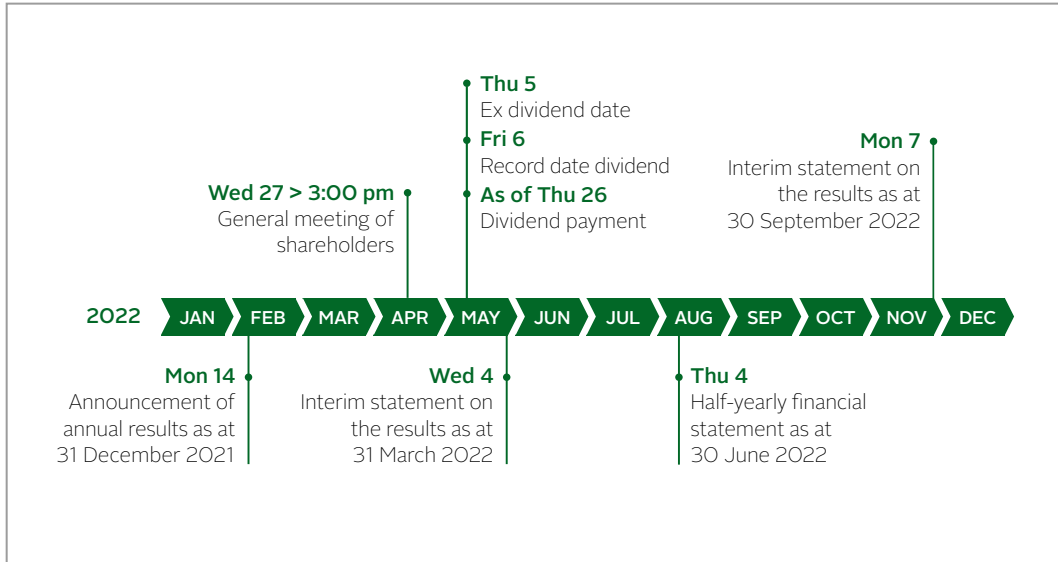 Thu 5
Ex dividend date
Fri 6
Record date dividend
As of Thu 26
Dividend payment
Wed 27 > 3:00 pm
General meeting of
shareholders
Mon 7
Interim statement on
the results as at
30 September 2022
2022 JAN FEB MAR APR MAY JUN JUL AUG SEP OCT NOV DEC
Mon 14
Announcement of
annual results as at
31 December 2021
Wed 4
Interim statement on
the results as at
31 March 2022
Thu 4
Half-yearly financial
statement as at
30 June 2022